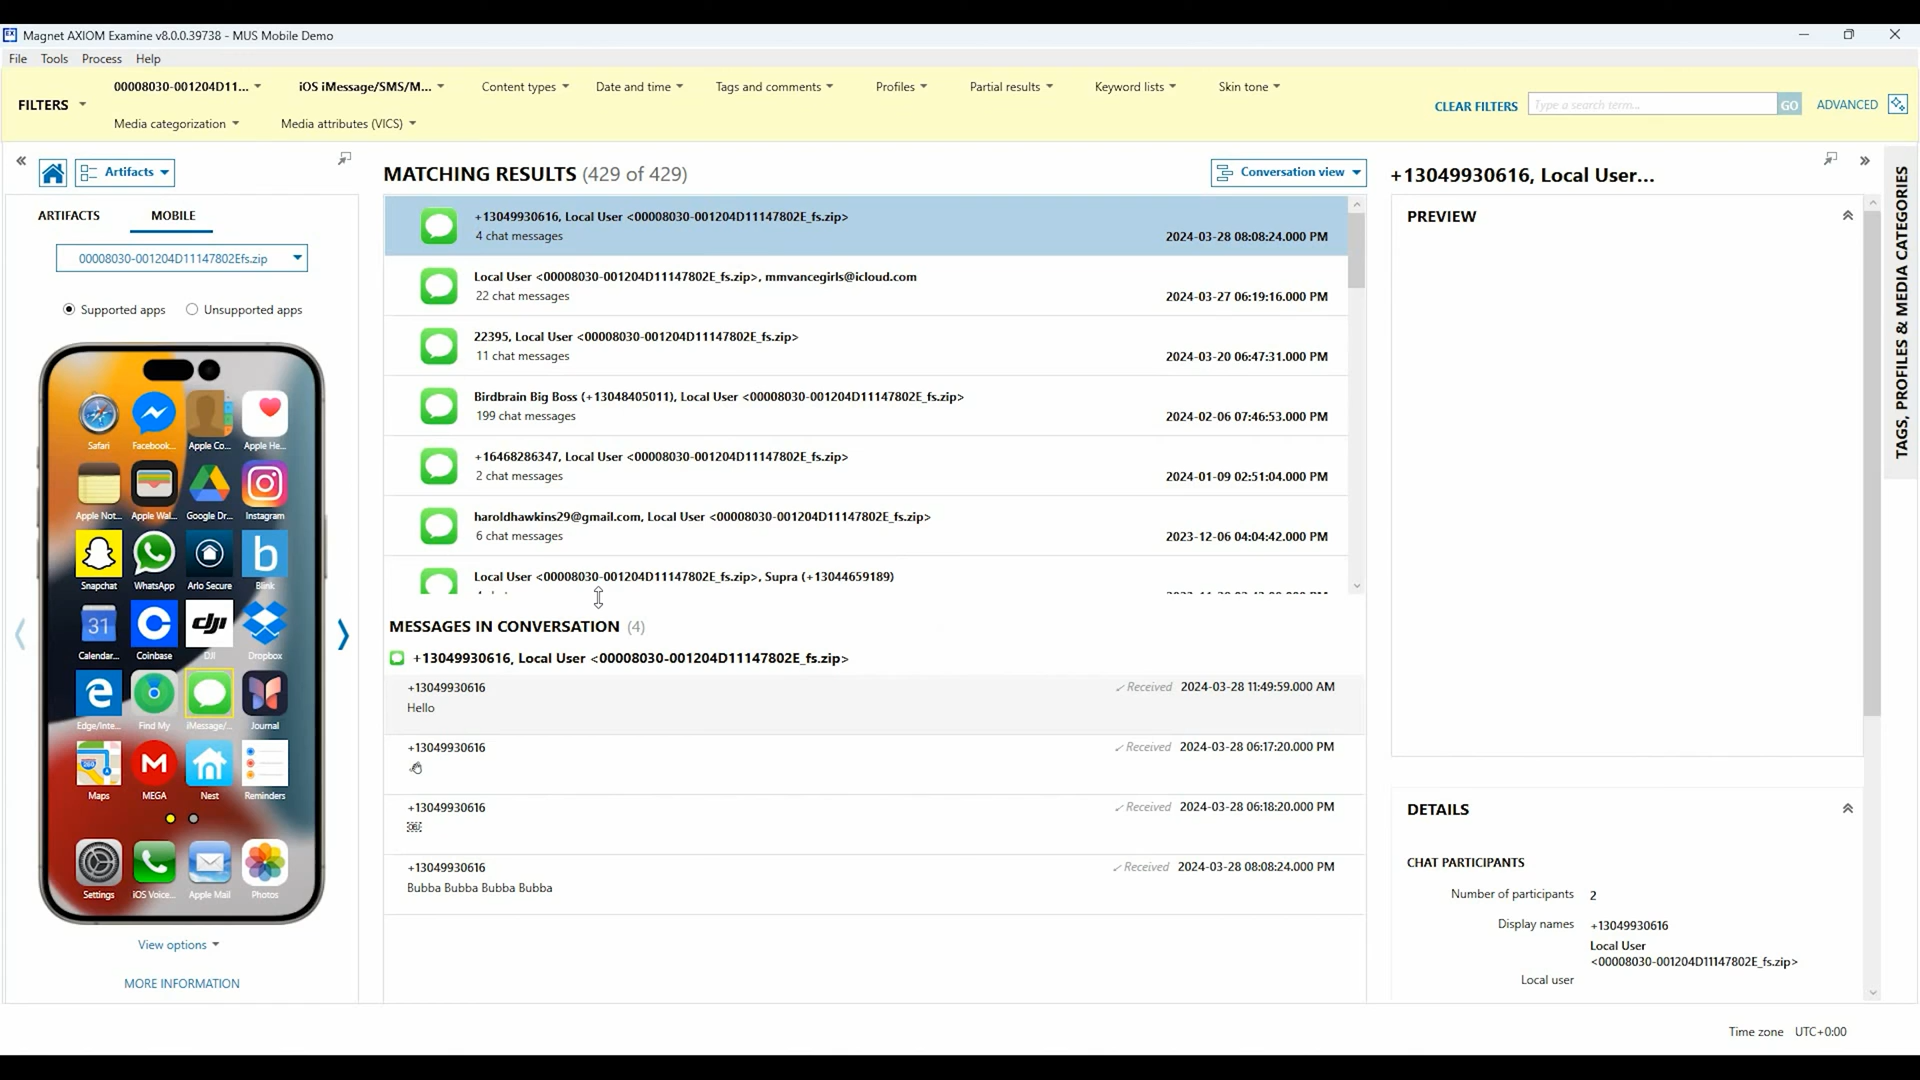 Magnet AXIOM Examine v8.0.0.39738 - MUS Mobile Demo
File Tools Process Help
FILTERS
00008030-001204D11... iOS iMessage/SMS/M... Content types Date and time Tags and comments Profiles Partial results Keyword lists Skin tone
Media categorization Media attributes (VICS)
CLEAR FILTERS Type a search term... GO ADVANCED
Artifacts
ARTIFACTS MOBILE
00008030-001204D11147802Efs.zip
Supported apps Unsupported apps
Safari Facebook... Apple Co... Apple He...
Apple Not... Apple Wal... Google Dr... Instagram
Snapchat WhatsApp Arlo Secure Blink
31
dji
Calendar... Coinbase DJI Dropbox
Edge/Inte... Find My iMessage/... Journal
280
Maps MEGA Nest Reminders
Settings iOS Voice... Apple Mail Photos
View options
MORE INFORMATION
MATCHING RESULTS (429 of 429)
Conversation view
+13049930616, Local User <00008030-001204D11147802E_fs.zip>
4 chat messages
2024-03-28 08:08:24.000 PM
Local User <00008030-001204D11147802E_fs.zip>, mmvancegirls@icloud.com
22 chat messages
2024-03-27 06:19:16.000 PM
22395, Local User <00008030-001204D11147802E_fs.zip>
11 chat messages
2024-03-20 06:47:31.000 PM
Birdbrain Big Boss (+13048405011), Local User <00008030-001204D11147802E_fs.zip>
199 chat messages
2024-02-06 07:46:53.000 PM
+16468286347, Local User <00008030-001204D11147802E_fs.zip>
2 chat messages
2024-01-09 02:51:04.000 PM
haroldhawkins29@gmail.com, Local User <00008030-001204D11147802E_fs.zip>
6 chat messages
2023-12-06 04:04:42.000 PM
Local User <00008030-001204D11147802E_fs.zip>, Supra (+13044659189)
MESSAGES IN CONVERSATION (4)
+13049930616, Local User <00008030-001204D11147802E_fs.zip>
+13049930616
Received 2024-03-28 11:49:59.000 AM
Hello
+13049930616
Received 2024-03-28 06:17:20.000 PM
+13049930616
Received 2024-03-28 06:18:20.000 PM
+13049930616
Received 2024-03-28 08:08:24.000 PM
Bubba Bubba Bubba Bubba
+13049930616, Local User...
PREVIEW
DETAILS
CHAT PARTICIPANTS
Number of participants 2
Display names +13049930616
Local User
<00008030-001204D11147802E_fs.zip>
Local user
TAGS, PROFILES & MEDIA CATEGORIES
Time zone UTC+0:00